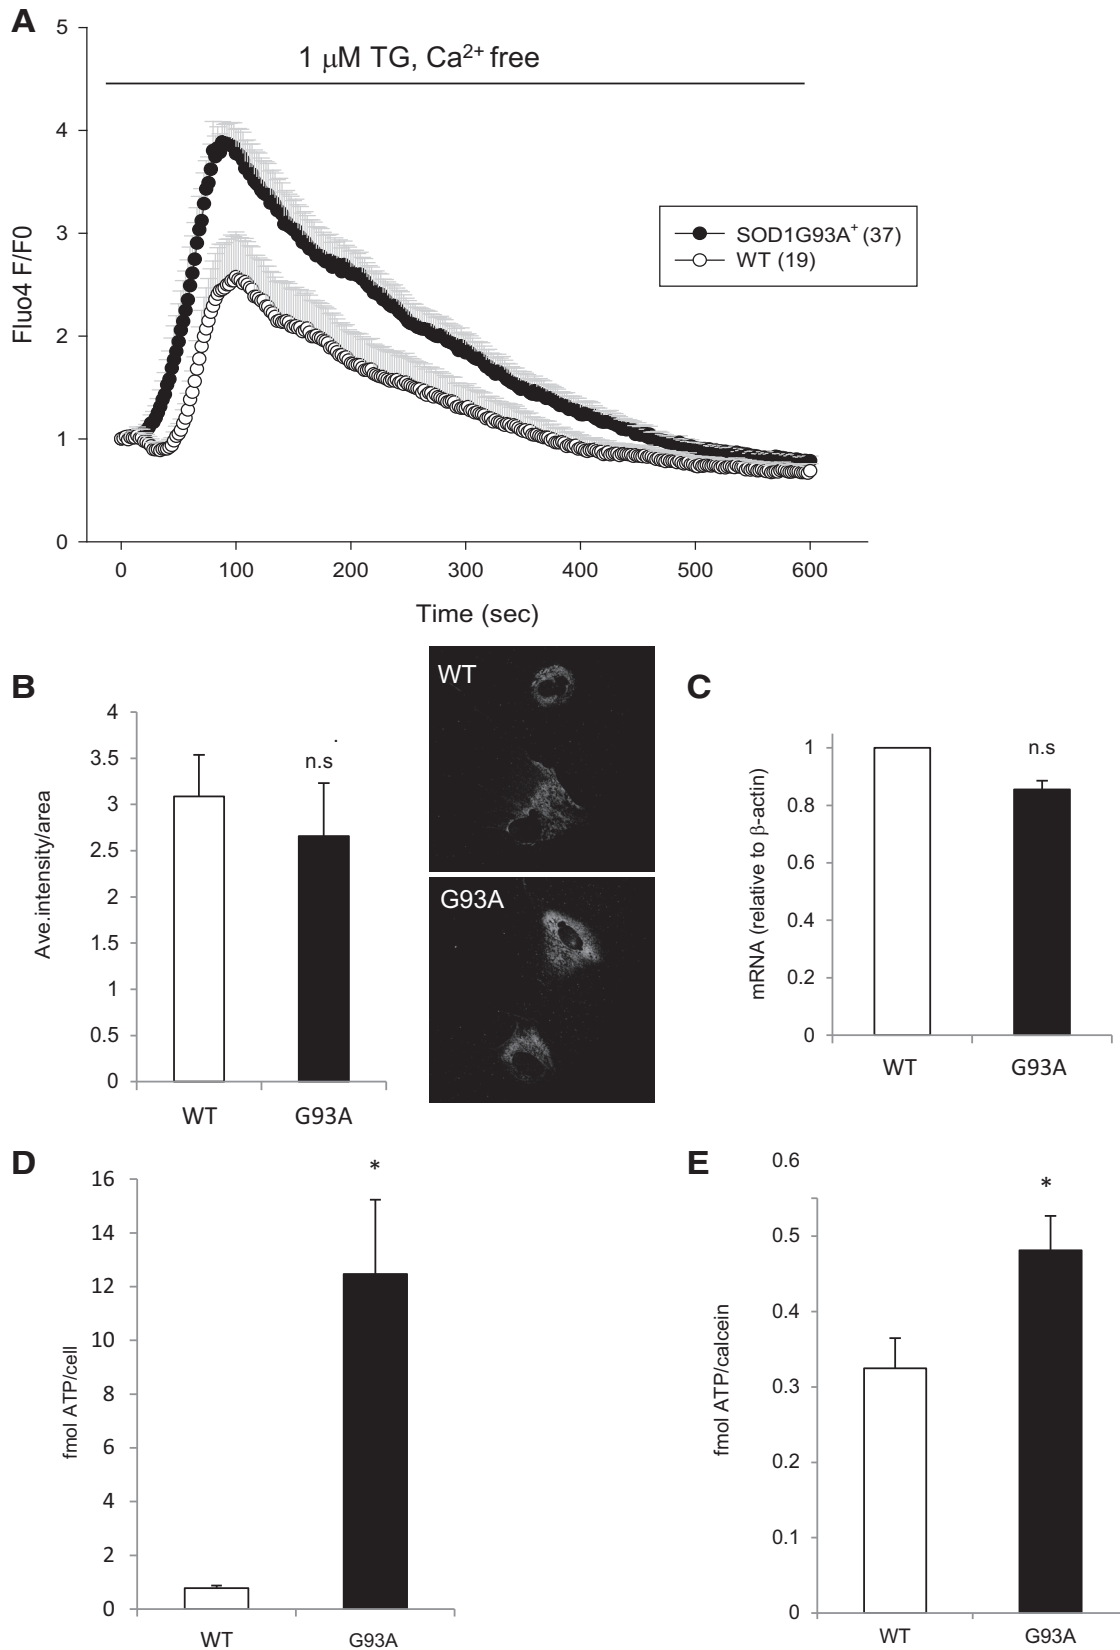 A
5
4
3
2
1
0
Fluo4 F/F0
1 μM TG, Ca²⁺ free
SOD1G93A⁺ (37)
WT (19)
0 100 200 300 400 500 600
Time (sec)
B
4
3.5
3
2.5
2
1.5
1
0.5
0
Ave.intensity/area
n.s
WT G93A
WT
G93A
C
1
0.8
0.6
0.4
0.2
0
mRNA (relative to β-actin)
n.s
WT G93A
D
16
14
12
10
8
6
4
2
0
fmol ATP/cell
*
WT G93A
E
0.6
0.5
0.4
0.3
0.2
0.1
0
fmol ATP/calcein
*
WT G93A